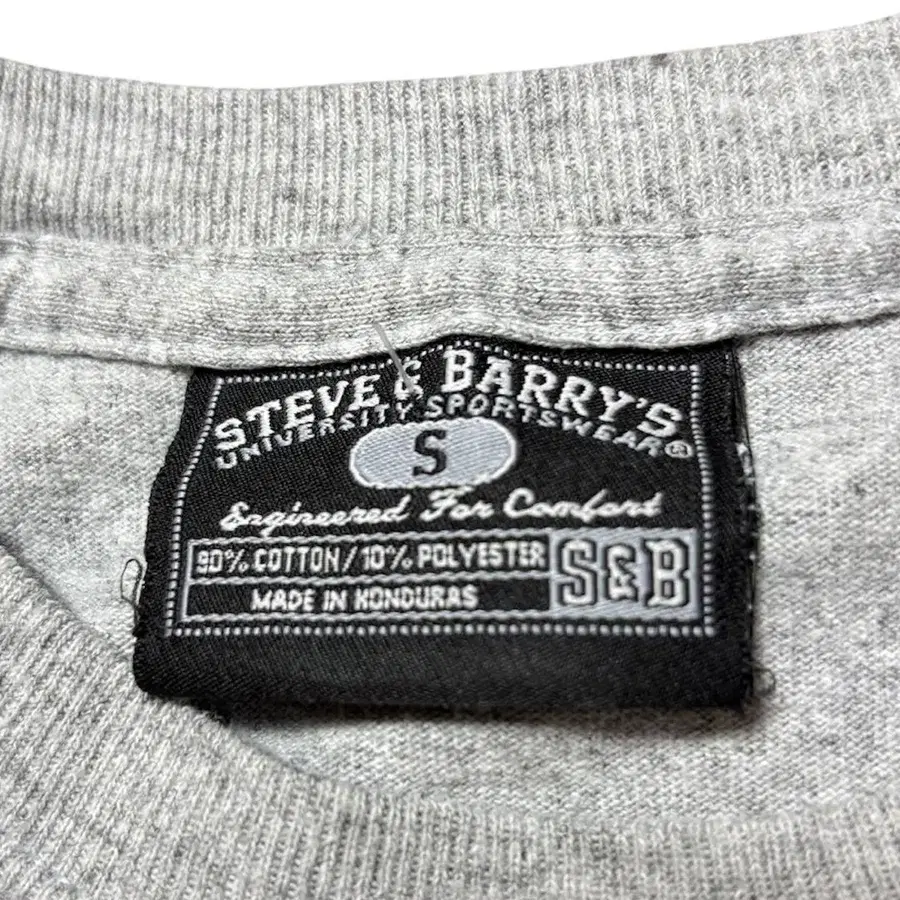 STEVE & BARRY'S
UNIVERSITY SPORTSWEAR®
S
Engineered For Comfort
90% COTTON / 10% POLYESTER
S&B
MADE IN HONDURAS